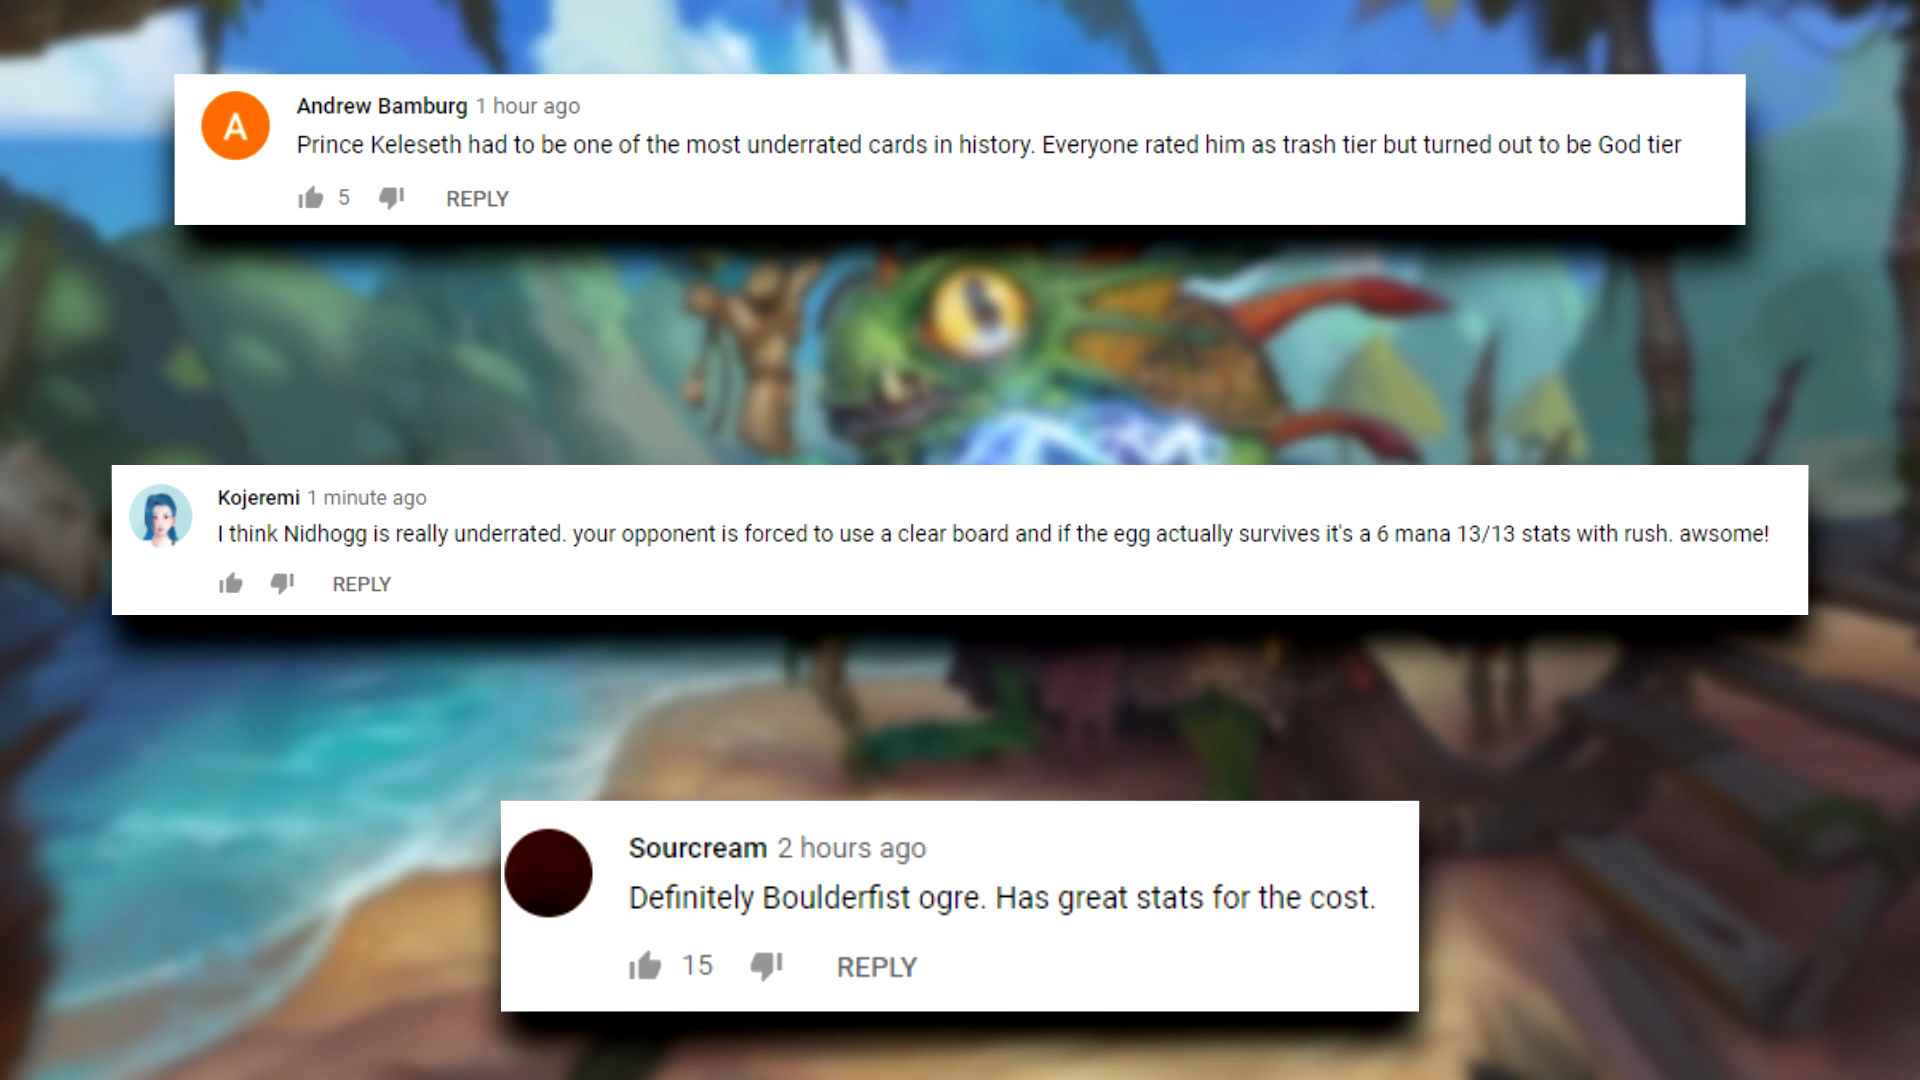 A
Andrew Bamburg 1 hour ago
Prince Keleseth had to be one of the most underrated cards in history. Everyone rated him as trash tier but turned out to be God tier
5 REPLY
Kojeremi 1 minute ago
I think Nidhogg is really underrated. your opponent is forced to use a clear board and if the egg actually survives it's a 6 mana 13/13 stats with rush. awsome!
REPLY
Sourcream 2 hours ago
Definitely Boulderfist ogre. Has great stats for the cost.
15 REPLY